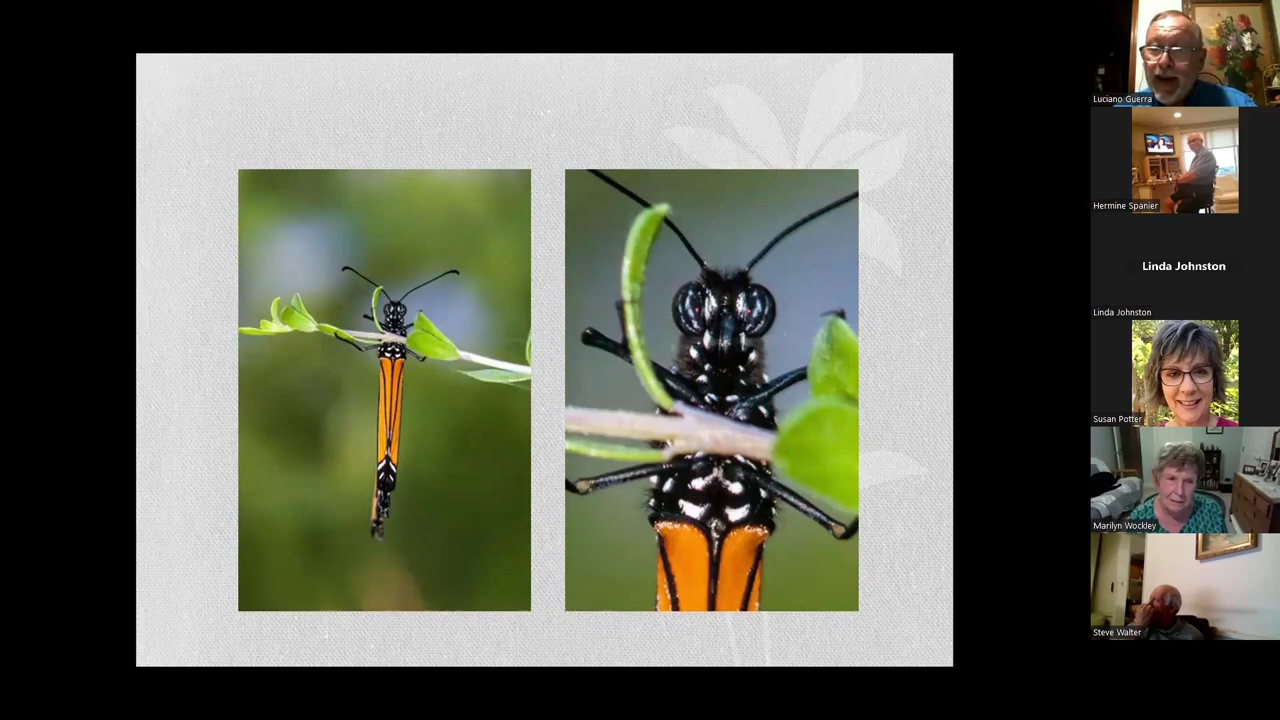 Luciano Guerra
Hermine Spanier
Linda Johnston
Linda Johnston
Susan Potter
Marilyn Wockley
Steve Walter